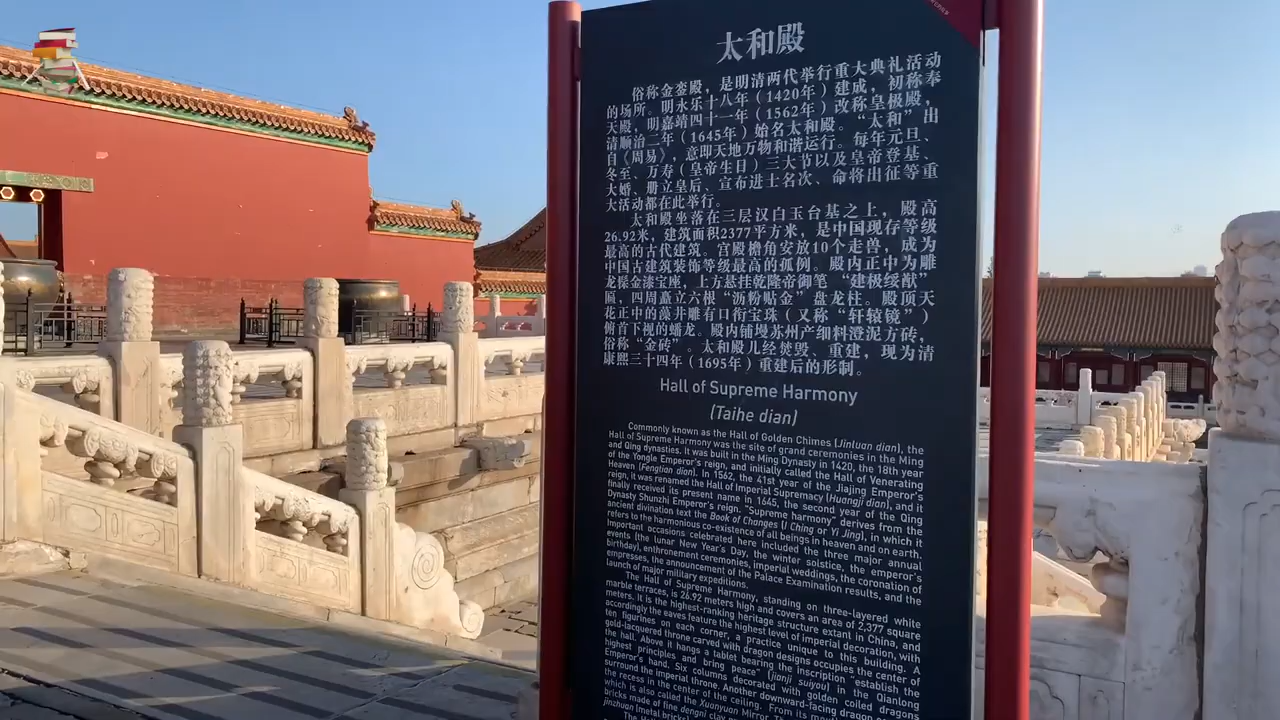 太和殿
俗称金銮殿，是明清两代举行重大典礼活动
的场所。明永乐十八年（1420年）建成，初称奉
天殿，明嘉靖四十一年（1562年）改称皇极殿，
清顺治二年（1645年）始名太和殿。“太和”出
自《周易》，意即天地万物和谐运行。每年元旦、
冬至、万寿（皇帝生日）三大节以及皇帝登基、
大婚、册立皇后、宣布进士名次、命将出征等重
大活动都在此举行。
太和殿坐落在三层汉白玉台基之上，殿高
26.92米，建筑面积2377平方米，是中国现存等级
最高的古代建筑。宫殿檐角安放10个走兽，成为
中国古建筑装饰等级最高的孤例。殿内正中为雕
龙髹金漆宝座，上方悬挂乾隆帝御笔 “建极绥猷”
匾，四周矗立六根“沥粉贴金”盘龙柱。殿顶天
花正中的藻井雕有口衔宝珠（又称“轩辕镜”）
俯首下视的蟠龙。殿内铺墁苏州产细料澄泥方砖，
俗称“金砖”。太和殿几经焚毁、重建，现为清
康熙三十四年（1695年）重建后的形制。
Hall of Supreme Harmony
(Taihe dian)
Commonly known as the Hall of Golden Chimes (Jinluan dian), the
Hall of Supreme Harmony was the site of grand ceremonies in the Ming
and Qing dynasties. It was built in the Ming Dynasty in 1420, the 18th year
of the Yongle Emperor's reign, and initially called the Hall of Venerating
Heaven (Fengtian dian). In 1562, the 41st year of the Jiajing Emperor's
reign, it was renamed the Hall of Imperial Supremacy (Huangji dian), and it
finally received its present name in 1645, the second year of the Qing
Dynasty Shunzhi Emperor's reign. "Supreme harmony" derives from the
ancient divination text the Book of Changes (I Ching or Yi Jing), in which it
refers to the harmonious co-existence of all beings in heaven and on earth.
Important occasions celebrated here included the three major annual
events (the lunar New Year's Day, the winter solstice, the emperor's
birthday), enthronement ceremonies, imperial weddings, the coronation of
empresses, the announcement of the Palace Examination results, and the
launch of major military expeditions.
The Hall of Supreme Harmony, standing on three-layered white
marble terraces, is 26.92 meters high and covers an area of 2,377 square
meters. It is the highest-ranking heritage structure extant in China, and
accordingly the eaves feature the highest level of imperial decoration, with
ten figurines on each corner, a practice unique to this building. A
gold-lacquered throne carved with dragon designs occupies the center of
the hall. Above it hangs a tablet bearing the inscription "establish the
highest principles and bring peace" (jianji suiyou) in the Qianlong
Emperor's hand. Six columns decorated with golden coiled dragons
surround the imperial throne. Another downward-facing dragon
the recess in the center of the ceiling. From its
which is also called the Xuanyuan Mirror.
bricks made of fine dengni clay
jinzhuan (metal bricks)
The